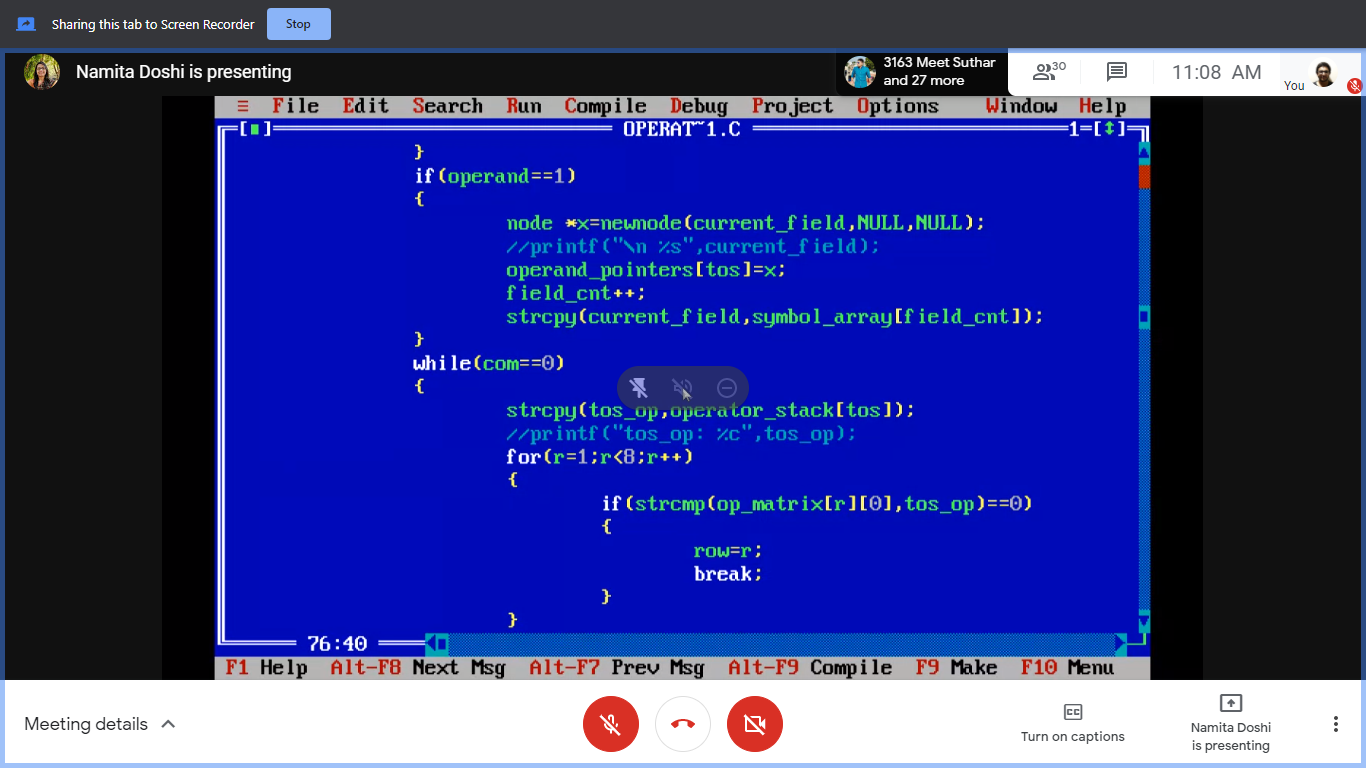 Sharing this tab to Screen Recorder Stop
Namita Doshi is presenting
3163 Meet Suthar
and 27 more
30
11:08 AM
You
≡ File Edit Search Run Compile Debug Project Options Window Help
[■] OPERAT~1.C 1=[↕]
}
if(operand==1)
{
node *x=newmode(current_field,NULL,NULL);
//printf("\n %s",current_field);
operand_pointers[tos]=x;
field_cnt++;
strcpy(current_field,symbol_array[field_cnt]);
}
while(com==0)
{
strcpy(tos_op,operator_stack[tos]);
//printf("tos_op: %c",tos_op);
for(r=1;r<8;r++)
{
if(strcmp(op_matrix[r][0],tos_op)==0)
{
row=r;
break;
}
}
76:40
F1 Help Alt-F8 Next Msg Alt-F7 Prev Msg Alt-F9 Compile F9 Make F10 Menu
Meeting details
CC
Turn on captions
Namita Doshi
is presenting